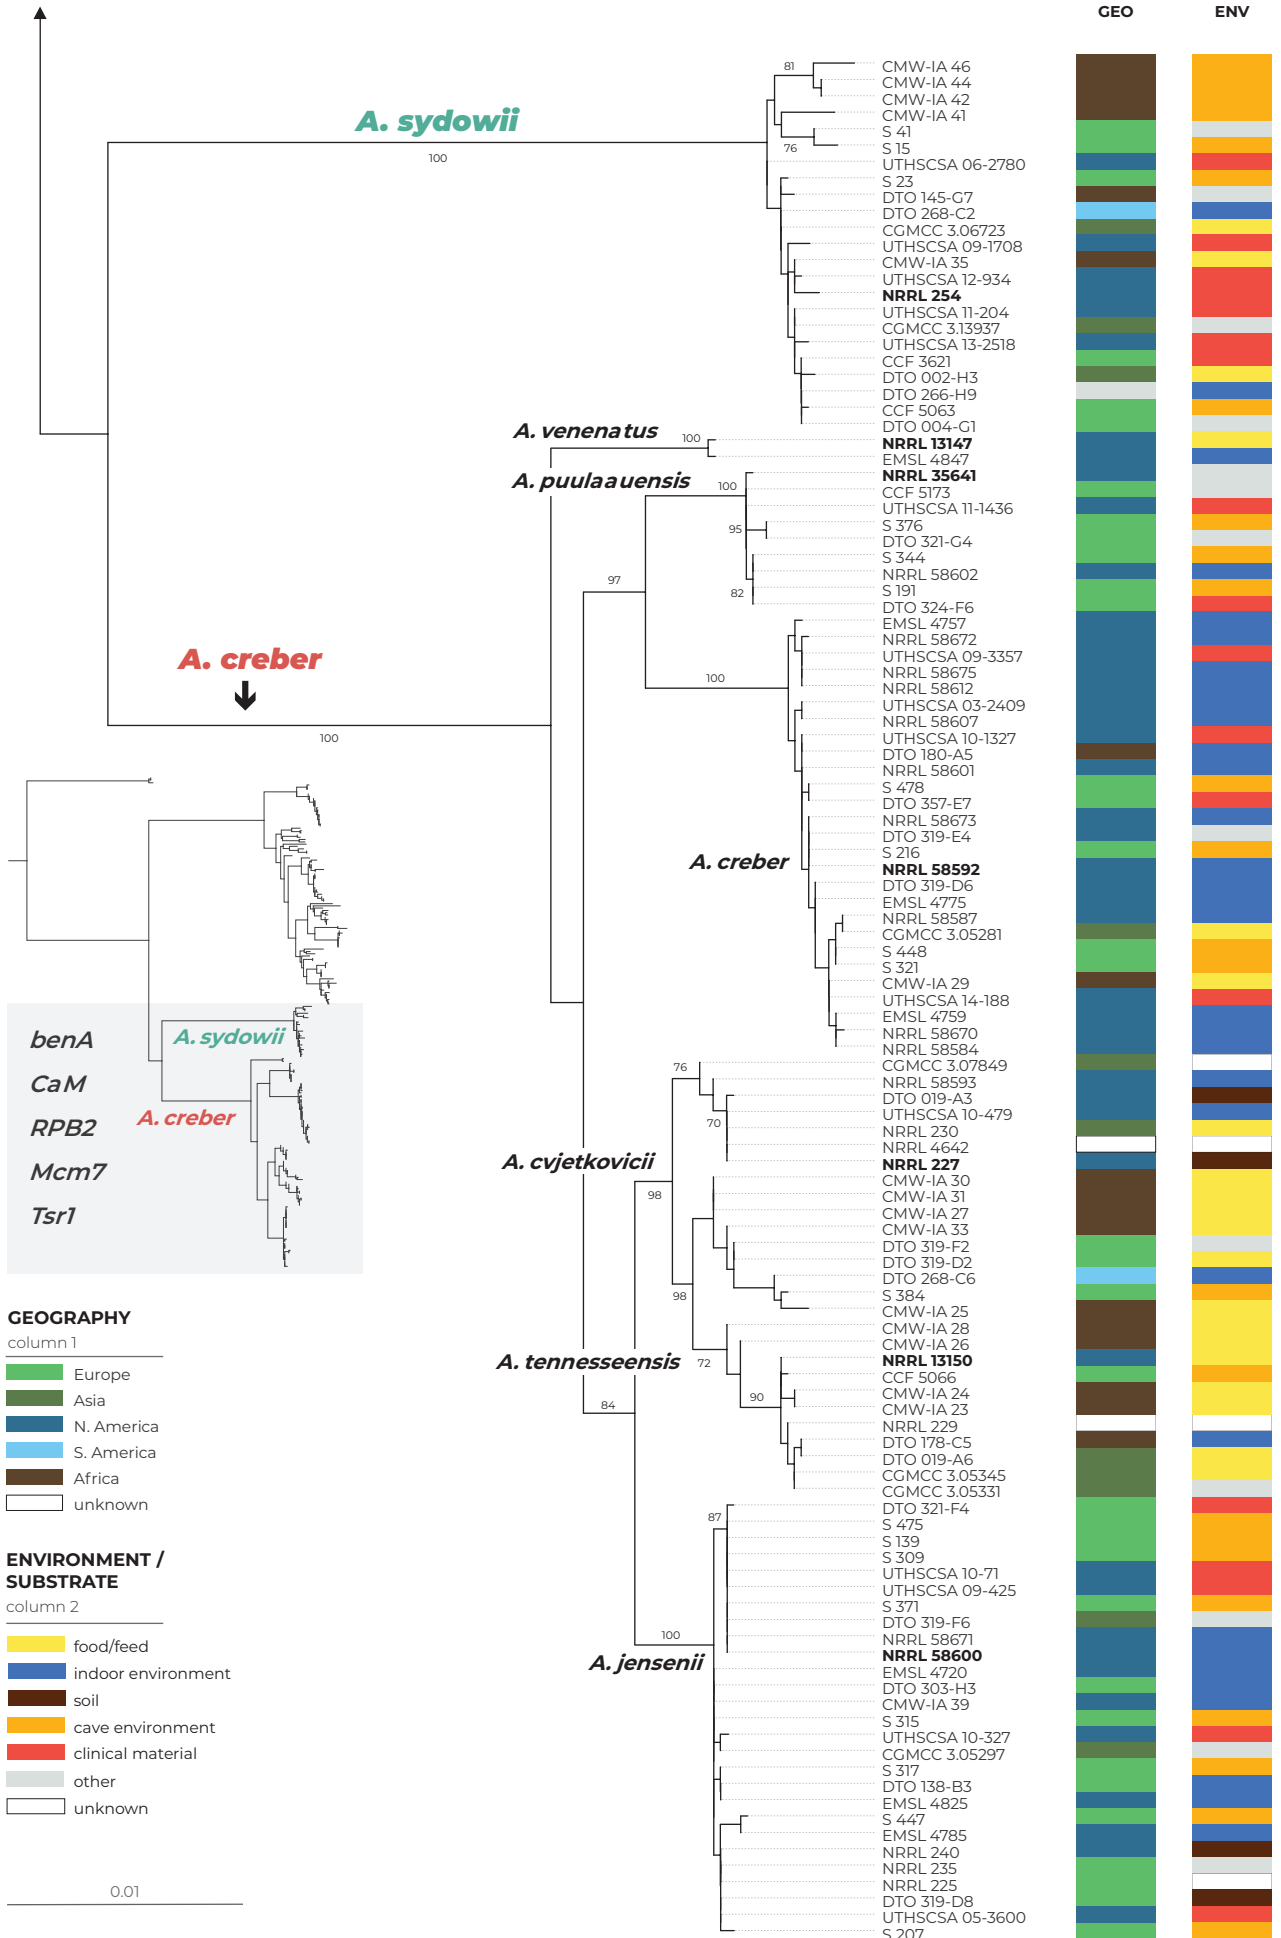 GEO ENV
CMW-IA 46
81
CMW-IA 44
CMW-IA 42
A. sydowii
CMW-IA 41
S 41
76
S 15
100
UTHSCSA 06-2780
S 23
DTO 145-G7
DTO 268-C2
CGMCC 3.06723
UTHSCSA 09-1708
CMW-IA 35
UTHSCSA 12-934
NRRL 254
UTHSCSA 11-204
CGMCC 3.13937
UTHSCSA 13-2518
CCF 3621
DTO 002-H3
DTO 266-H9
CCF 5063
DTO 004-G1
A. venenatus
100
NRRL 13147
EMSL 4847
A. puulaauensis
100
NRRL 35641
CCF 5173
UTHSCSA 11-1436
95
S 376
DTO 321-G4
S 344
97
NRRL 58602
82
S 191
DTO 324-F6
EMSL 4757
NRRL 58672
A. creber
UTHSCSA 09-3357
100
NRRL 58675
NRRL 58612
UTHSCSA 03-2409
NRRL 58607
100
UTHSCSA 10-1327
DTO 180-A5
NRRL 58601
S 478
DTO 357-E7
NRRL 58673
DTO 319-E4
S 216
A. creber
NRRL 58592
DTO 319-D6
EMSL 4775
NRRL 58587
CGMCC 3.05281
S 448
S 321
CMW-IA 29
UTHSCSA 14-188
EMSL 4759
NRRL 58670
NRRL 58584
benA
A. sydowii
CaM
A. creber
RPB2
Mcm7
Tsr1
76
CGMCC 3.07849
NRRL 58593
DTO 019-A3
UTHSCSA 10-479
70
NRRL 230
NRRL 4642
A. cvjetkovicii
NRRL 227
98
CMW-IA 30
CMW-IA 31
CMW-IA 27
CMW-IA 33
DTO 319-F2
DTO 319-D2
DTO 268-C6
98
S 384
CMW-IA 25
CMW-IA 28
CMW-IA 26
A. tennesseensis
72
NRRL 13150
CCF 5066
90
CMW-IA 24
84
CMW-IA 23
NRRL 229
DTO 178-C5
DTO 019-A6
CGMCC 3.05345
CGMCC 3.05331
DTO 321-F4
87
S 475
S 139
S 309
UTHSCSA 10-71
UTHSCSA 09-425
S 371
DTO 319-F6
100
NRRL 58671
A. jensenii
NRRL 58600
EMSL 4720
DTO 303-H3
CMW-IA 39
S 315
UTHSCSA 10-327
CGMCC 3.05297
S 317
DTO 138-B3
EMSL 4825
S 447
EMSL 4785
NRRL 240
NRRL 235
NRRL 225
DTO 319-D8
UTHSCSA 05-3600
S 207
GEOGRAPHY
column 1
Europe
Asia
N. America
S. America
Africa
unknown
ENVIRONMENT /
SUBSTRATE
column 2
food/feed
indoor environment
soil
cave environment
clinical material
other
unknown
0.01